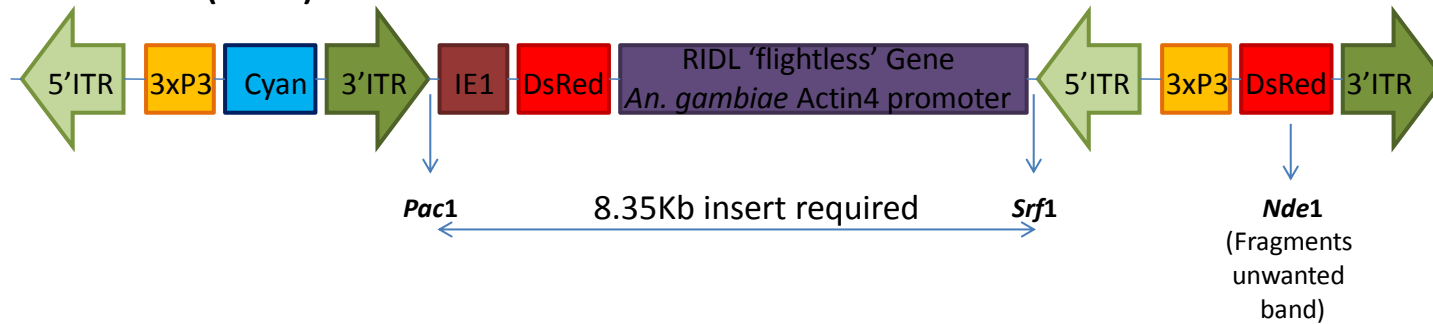 5'ITR 3xP3 Cyan 3'ITR IE1 DsRed RIDL 'flightless' Gene
An. gambiae Actin4 promoter 5'ITR 3xP3 DsRed 3'ITR
Pac1 8.35Kb insert required Srf1 Nde1
(Fragments
unwanted
band)